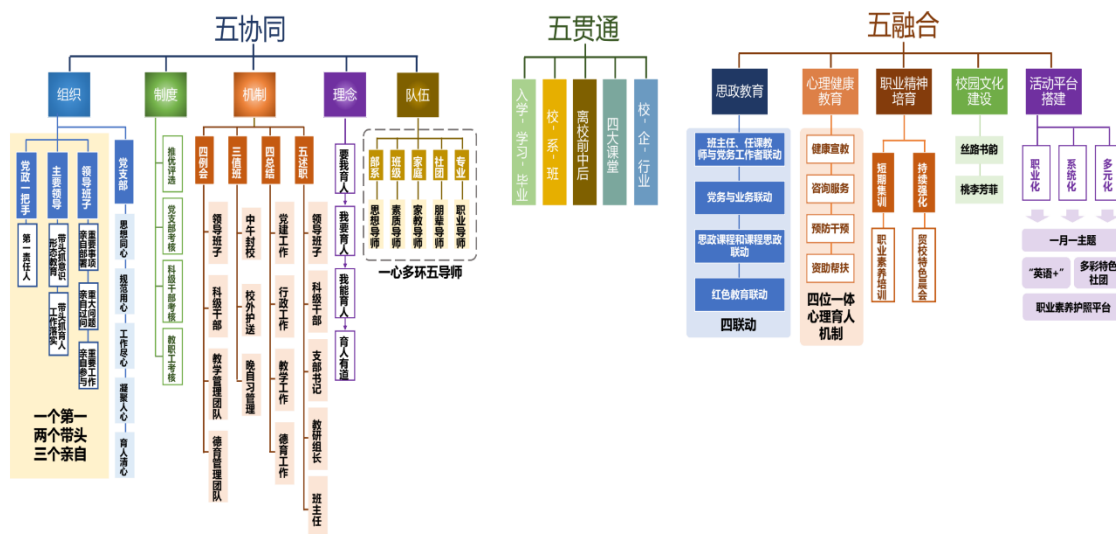 五协同
组织
党政一把手
第一责任人
主要领导
带头抓意识
形态教育
带头抓育人
工作落实
领导班子
重要事项
亲自部署
重大问题
亲自过问
重要工作
亲自参与
一个第一
两个带头
三个亲自
党支部
思想同心
规范用心
工作尽心
凝聚人心
育人清心
制度
推优评选
党支部考核
科级干部考核
教职工考核
机制
四例会
领导班子
科级干部
教学管理团队
德育管理团队
三值班
中午封校
校外护送
晚自习管理
四总结
党建工作
行政工作
教学工作
德育工作
五述职
领导班子
科级干部
支部书记
教研组长
班主任
理念
要我育人
我要育人
我能育人
育人有道
队伍
部系
思想导师
班级
素质导师
家庭
家教导师
社团
朋辈导师
专业
职业导师
一心多环五导师
五贯通
入学-学习-毕业
校-系-班
离校前中后
四大课堂
校-企-行业
五融合
思政教育
班主任、任课教
师与党务工作者联动
党务与业务联动
思政课程和课程思政
联动
红色教育联动
四联动
心理健康
教育
健康宣教
咨询服务
预防干预
资助帮扶
四位一体
心理育人
机制
职业精神
培育
短期集训
职业素养培训
持续强化
贸校特色晨会
校园文化
建设
丝路书韵
桃李芳菲
活动平台
搭建
职业化
系统化
多元化
一月一主题
“英语+”
多彩特色
社团
职业素养护照平台